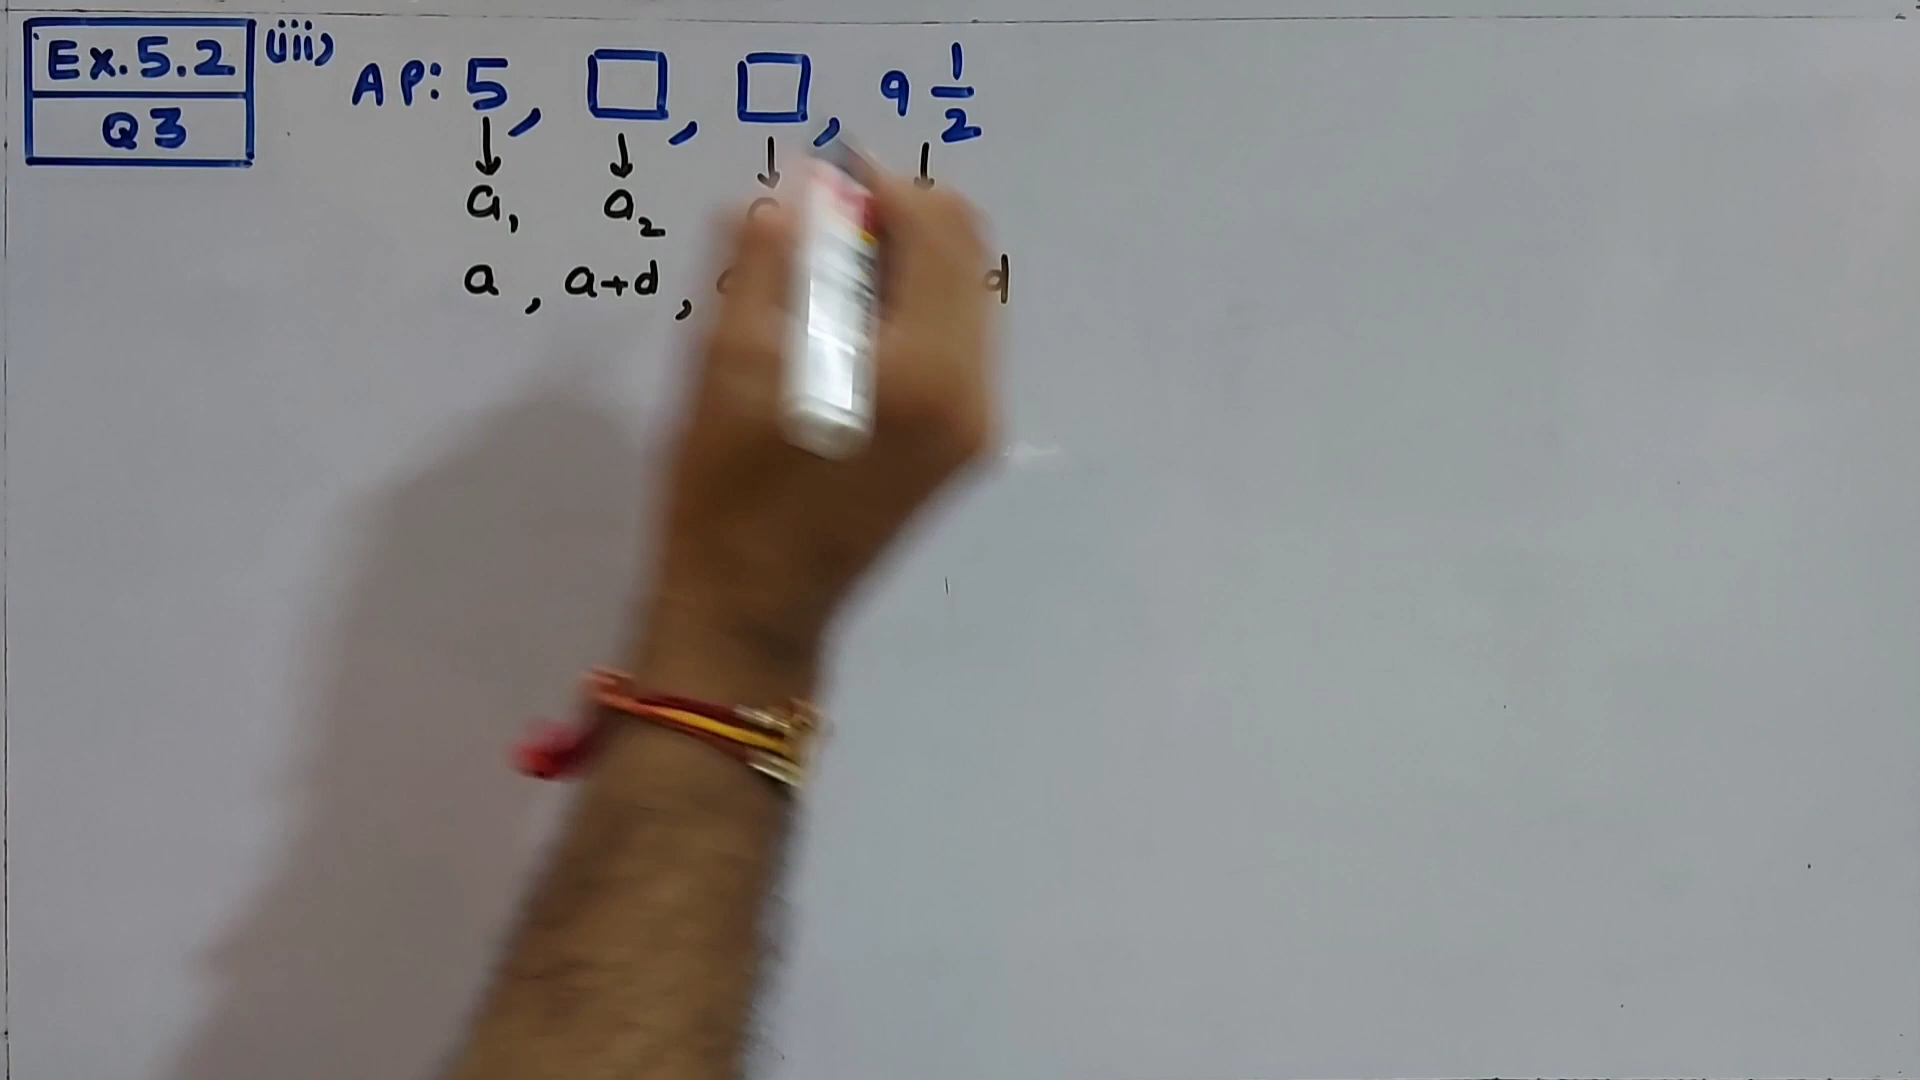 Ex. 5.2
Q3
(iii) AP: 5, □, □, 9 1/2
↓ ↓ ↓ ↓
a₁ a₂
a, a+d, d